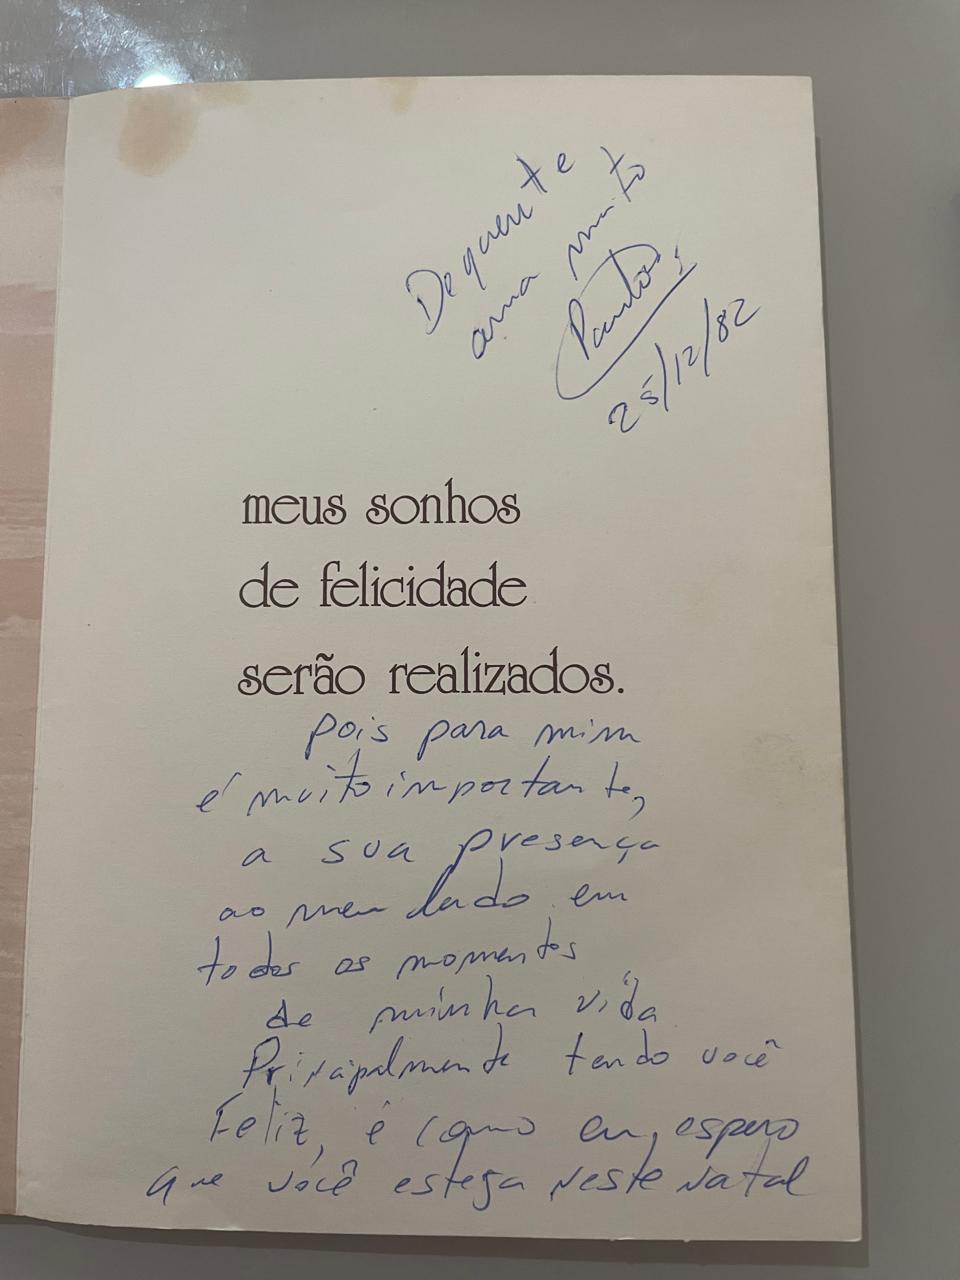 De quem te
ama muito
25/12/82
meus sonhos
de felicidade
serão realizados.
Pois para mim
é muito importante,
a sua presença
ao meu lado em
todos os momentos
de minha vida
Principalmente tendo você
Feliz, é como eu, espero
que você esteja neste natal